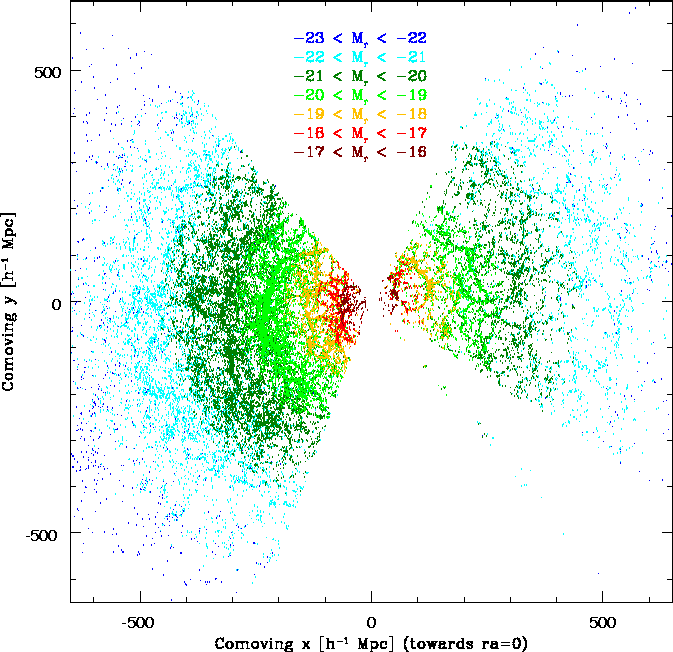 -23 < Mr < -22
-22 < Mr < -21
-21 < Mr < -20
-20 < Mr < -19
-19 < Mr < -18
-18 < Mr < -17
-17 < Mr < -16
500
0
-500
Comoving y [h⁻¹ Mpc]
-500 0 500
Comoving x [h⁻¹ Mpc] (towards ra=0)